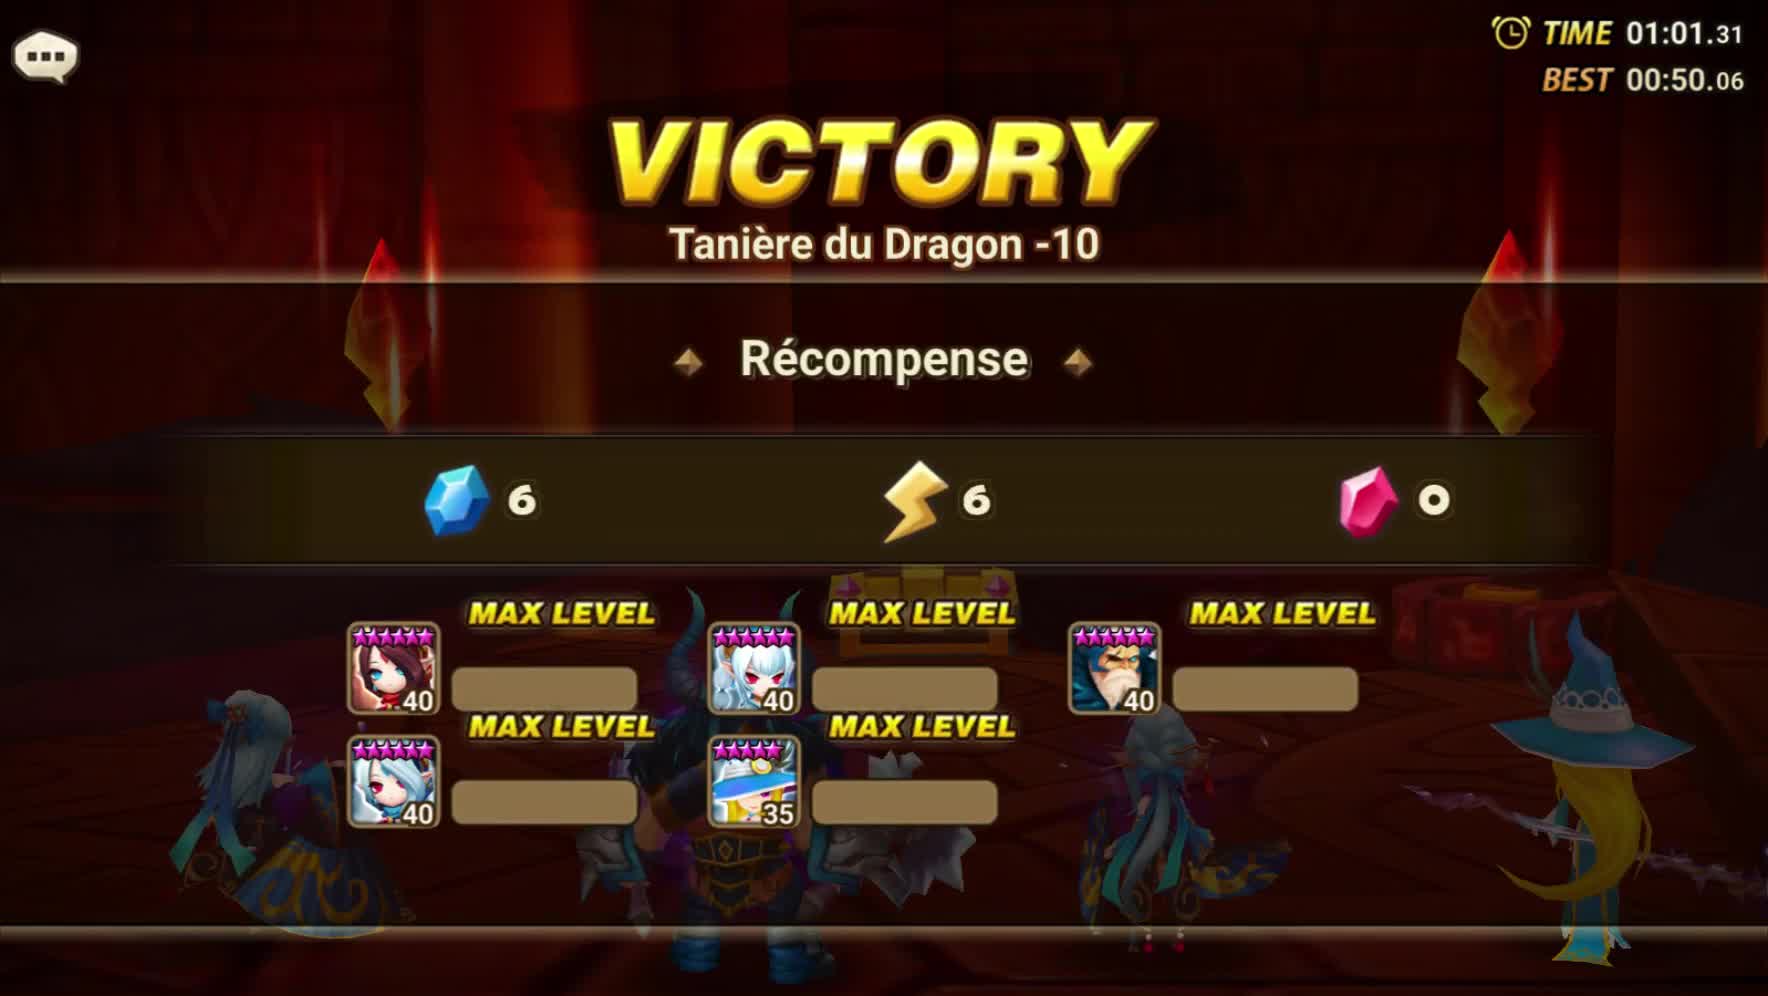 TIME 01:01.31
BEST 00:50.06
VICTORY
Tanière du Dragon -10
Récompense
6 6 0
MAX LEVEL MAX LEVEL MAX LEVEL
40 40 40
MAX LEVEL MAX LEVEL
40 35